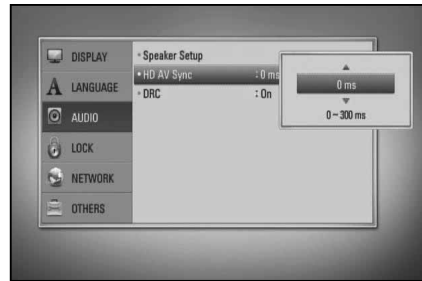 DISPLAY
LANGUAGE
AUDIO
LOCK
NETWORK
OTHERS
• Speaker Setup
• HD AV Sync : 0 ms
• DRC : On
0 ms
0 ~ 300 ms